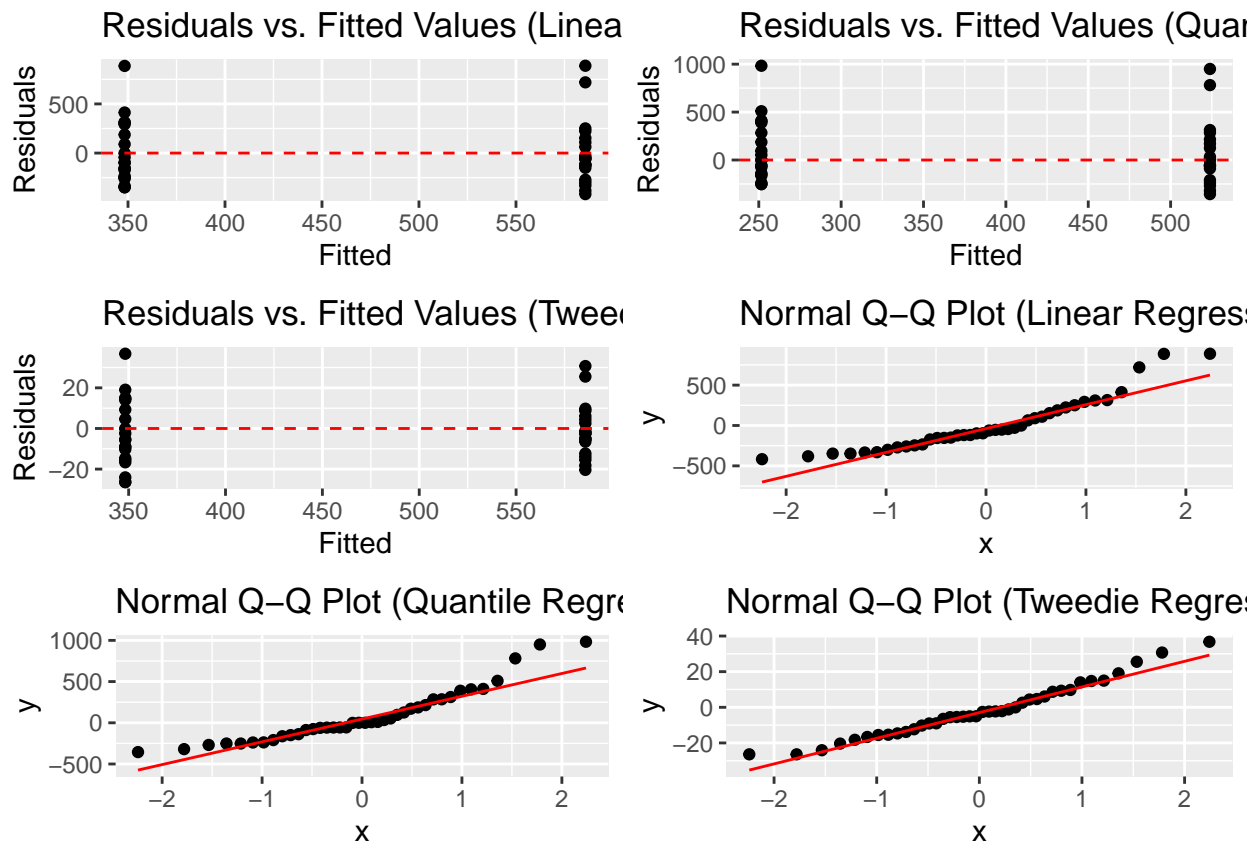 Residuals vs. Fitted Values (Linea
Residuals
500
0
350 400 450 500 550
Fitted
Residuals vs. Fitted Values (Quar
Residuals
1000
500
0
250 300 350 400 450 500
Fitted
Residuals vs. Fitted Values (Tweed
Residuals
20
0
−20
350 400 450 500 550
Fitted
Normal Q−Q Plot (Linear Regress
y
500
0
−500
−2 −1 0 1 2
x
Normal Q−Q Plot (Quantile Regre
y
1000
500
0
−500
−2 −1 0 1 2
x
Normal Q−Q Plot (Tweedie Regres
y
40
20
0
−20
−2 −1 0 1 2
x